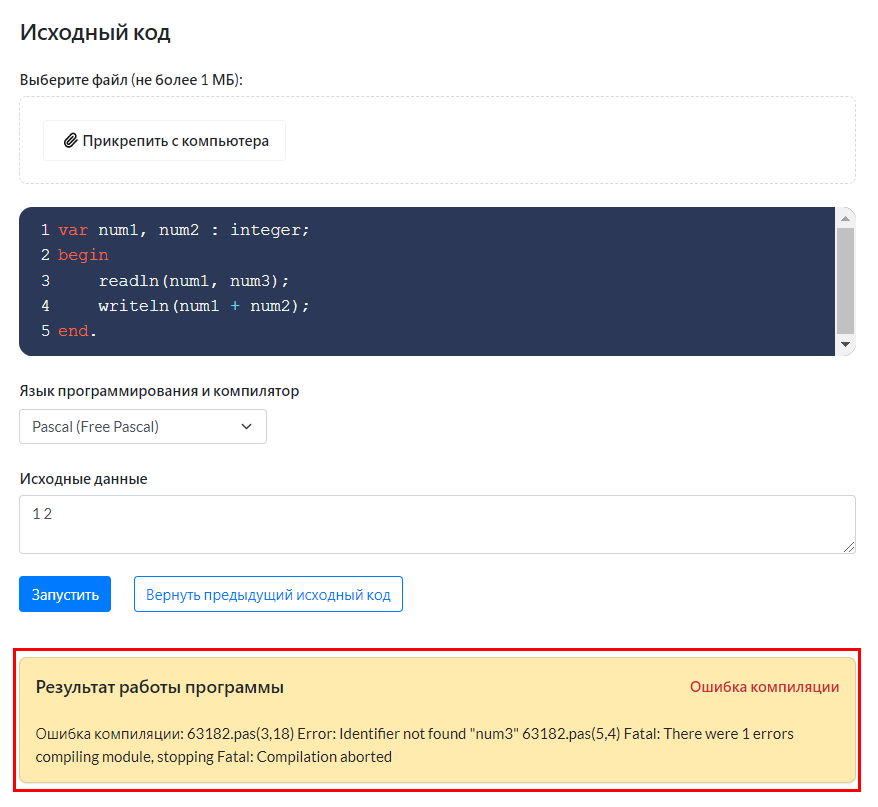 Исходный код
Выберите файл (не более 1 МБ):
Прикрепить с компьютера
1 var num1, num2 : integer;
2 begin
3     readln(num1, num3);
4     writeln(num1 + num2);
5 end.
Язык программирования и компилятор
Pascal (Free Pascal)
Исходные данные
1 2
Запустить
Вернуть предыдущий исходный код
Результат работы программы
Ошибка компиляции
Ошибка компиляции: 63182.pas(3,18) Error: Identifier not found "num3" 63182.pas(5,4) Fatal: There were 1 errors
compiling module, stopping Fatal: Compilation aborted